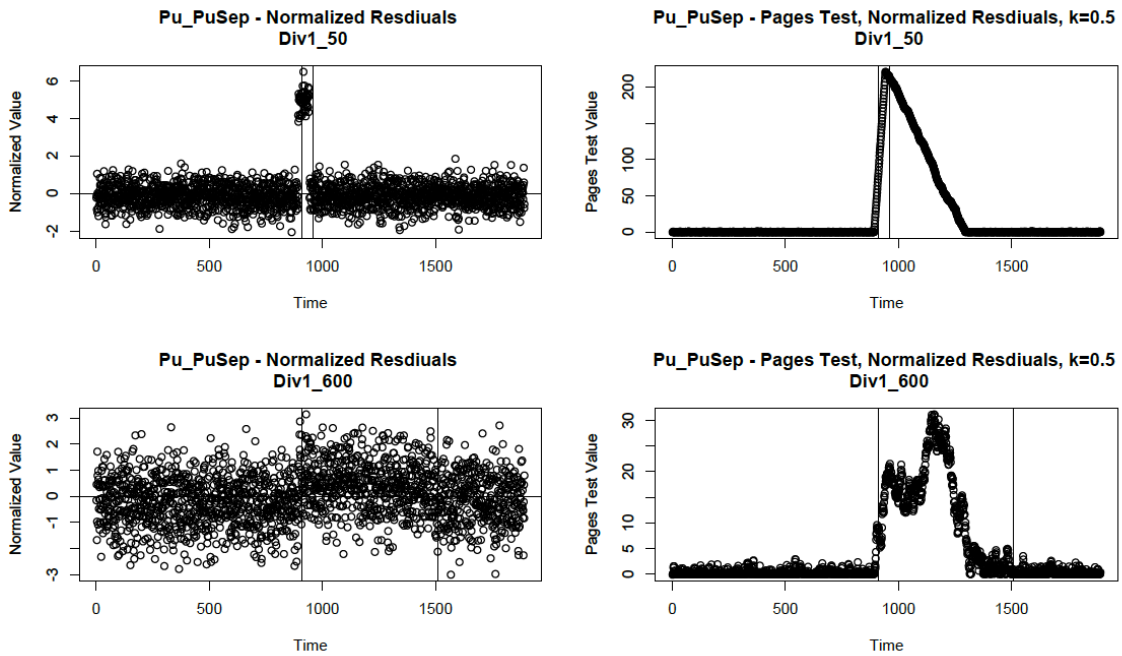 Pu_PuSep - Normalized Resdiuals
Div1_50
Normalized Value
6
4
2
0
-2
0 500 1000 1500
Time
Pu_PuSep - Pages Test, Normalized Resdiuals, k=0.5
Div1_50
Pages Test Value
200
100
50
0
0 500 1000 1500
Time
Pu_PuSep - Normalized Resdiuals
Div1_600
Normalized Value
3
2
1
0
-1
-3
0 500 1000 1500
Time
Pu_PuSep - Pages Test, Normalized Resdiuals, k=0.5
Div1_600
Pages Test Value
30
20
10
5
0
0 500 1000 1500
Time